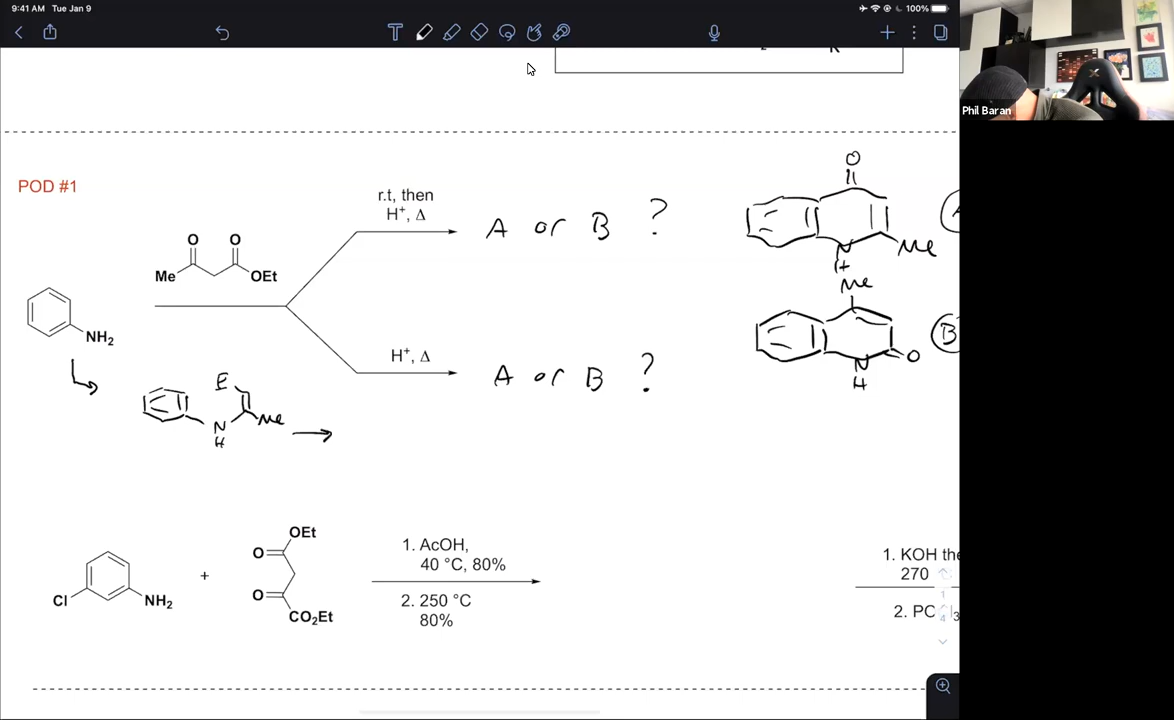 9:41 AM Tue Jan 9
100%
Phil Baran
POD #1
r.t, then
H⁺, Δ
A or B ?
O
N
H
Me
O O
Me OEt
NH₂
H⁺, Δ
A or B ?
Me
B
N
H
O
E
N
H
Me
OEt
O
Cl NH₂
+
O
CO₂Et
1. AcOH,
40 °C, 80%
2. 250 °C
80%
1. KOH the
270
2. PO